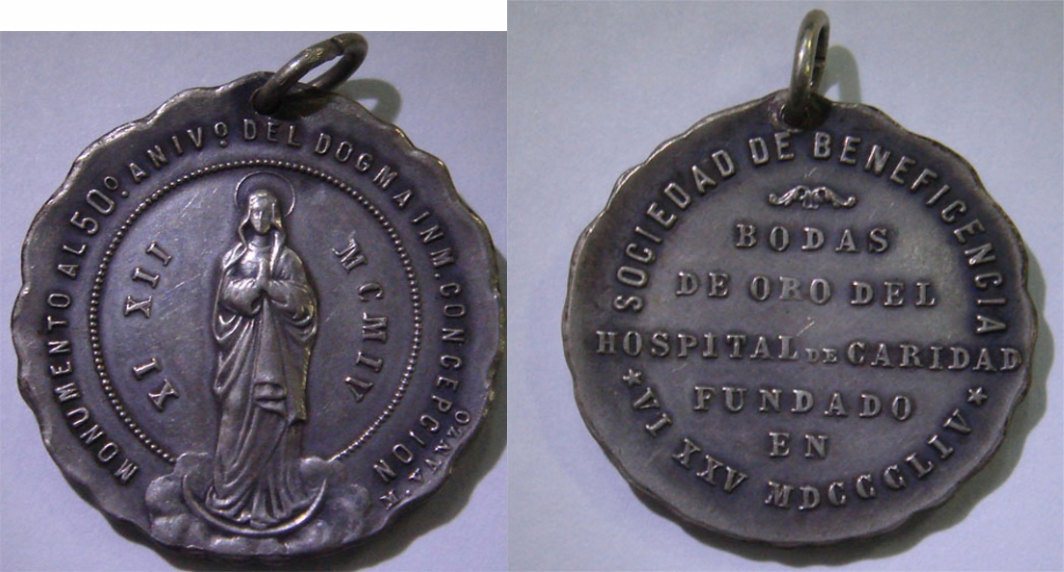 MONUMENTO AL 50º. ANIVº. DEL DOGMA INM. CONCEPCION
XI XII
MCMIV
SOCIEDAD DE BENEFICENCIA
BODAS
DE ORO DEL
HOSPITAL DE CARIDAD
FUNDADO
EN
★ VI XXV MDCCCLIV ★